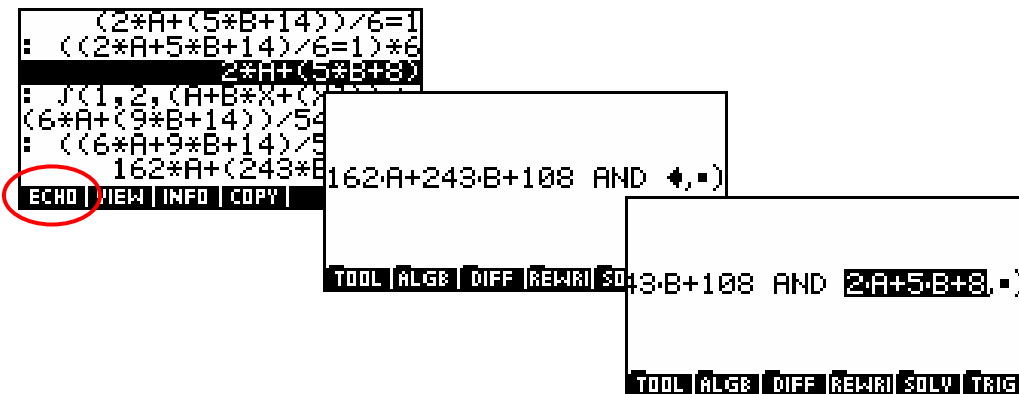 (2*A+(5*B+14))/6=1
: ((2*A+5*B+14)/6=1)*6
2*A+(5*B+8)
: ∫(1,2,(A+B*X+(X
(6*A+(9*B+14))/54
: ((6*A+9*B+14)/5
162*A+(243*B
ECHO VIEW INFO COPY
162·A+243·B+108 AND ◀,▪)
TOOL ALGB DIFF REWRI SO
43·B+108 AND 2·A+5·B+8,▪)
TOOL ALGB DIFF REWRI SOLV TRIG